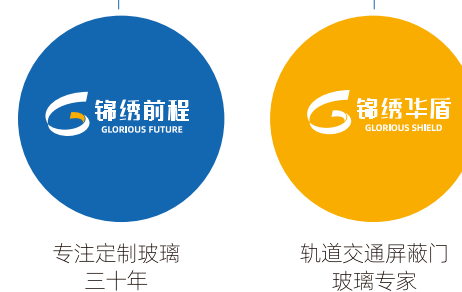 锦绣前程
GLORIOUS FUTURE
锦绣华盾
GLORIOUS SHIELD
专注定制玻璃
三十年
轨道交通屏蔽门
玻璃专家